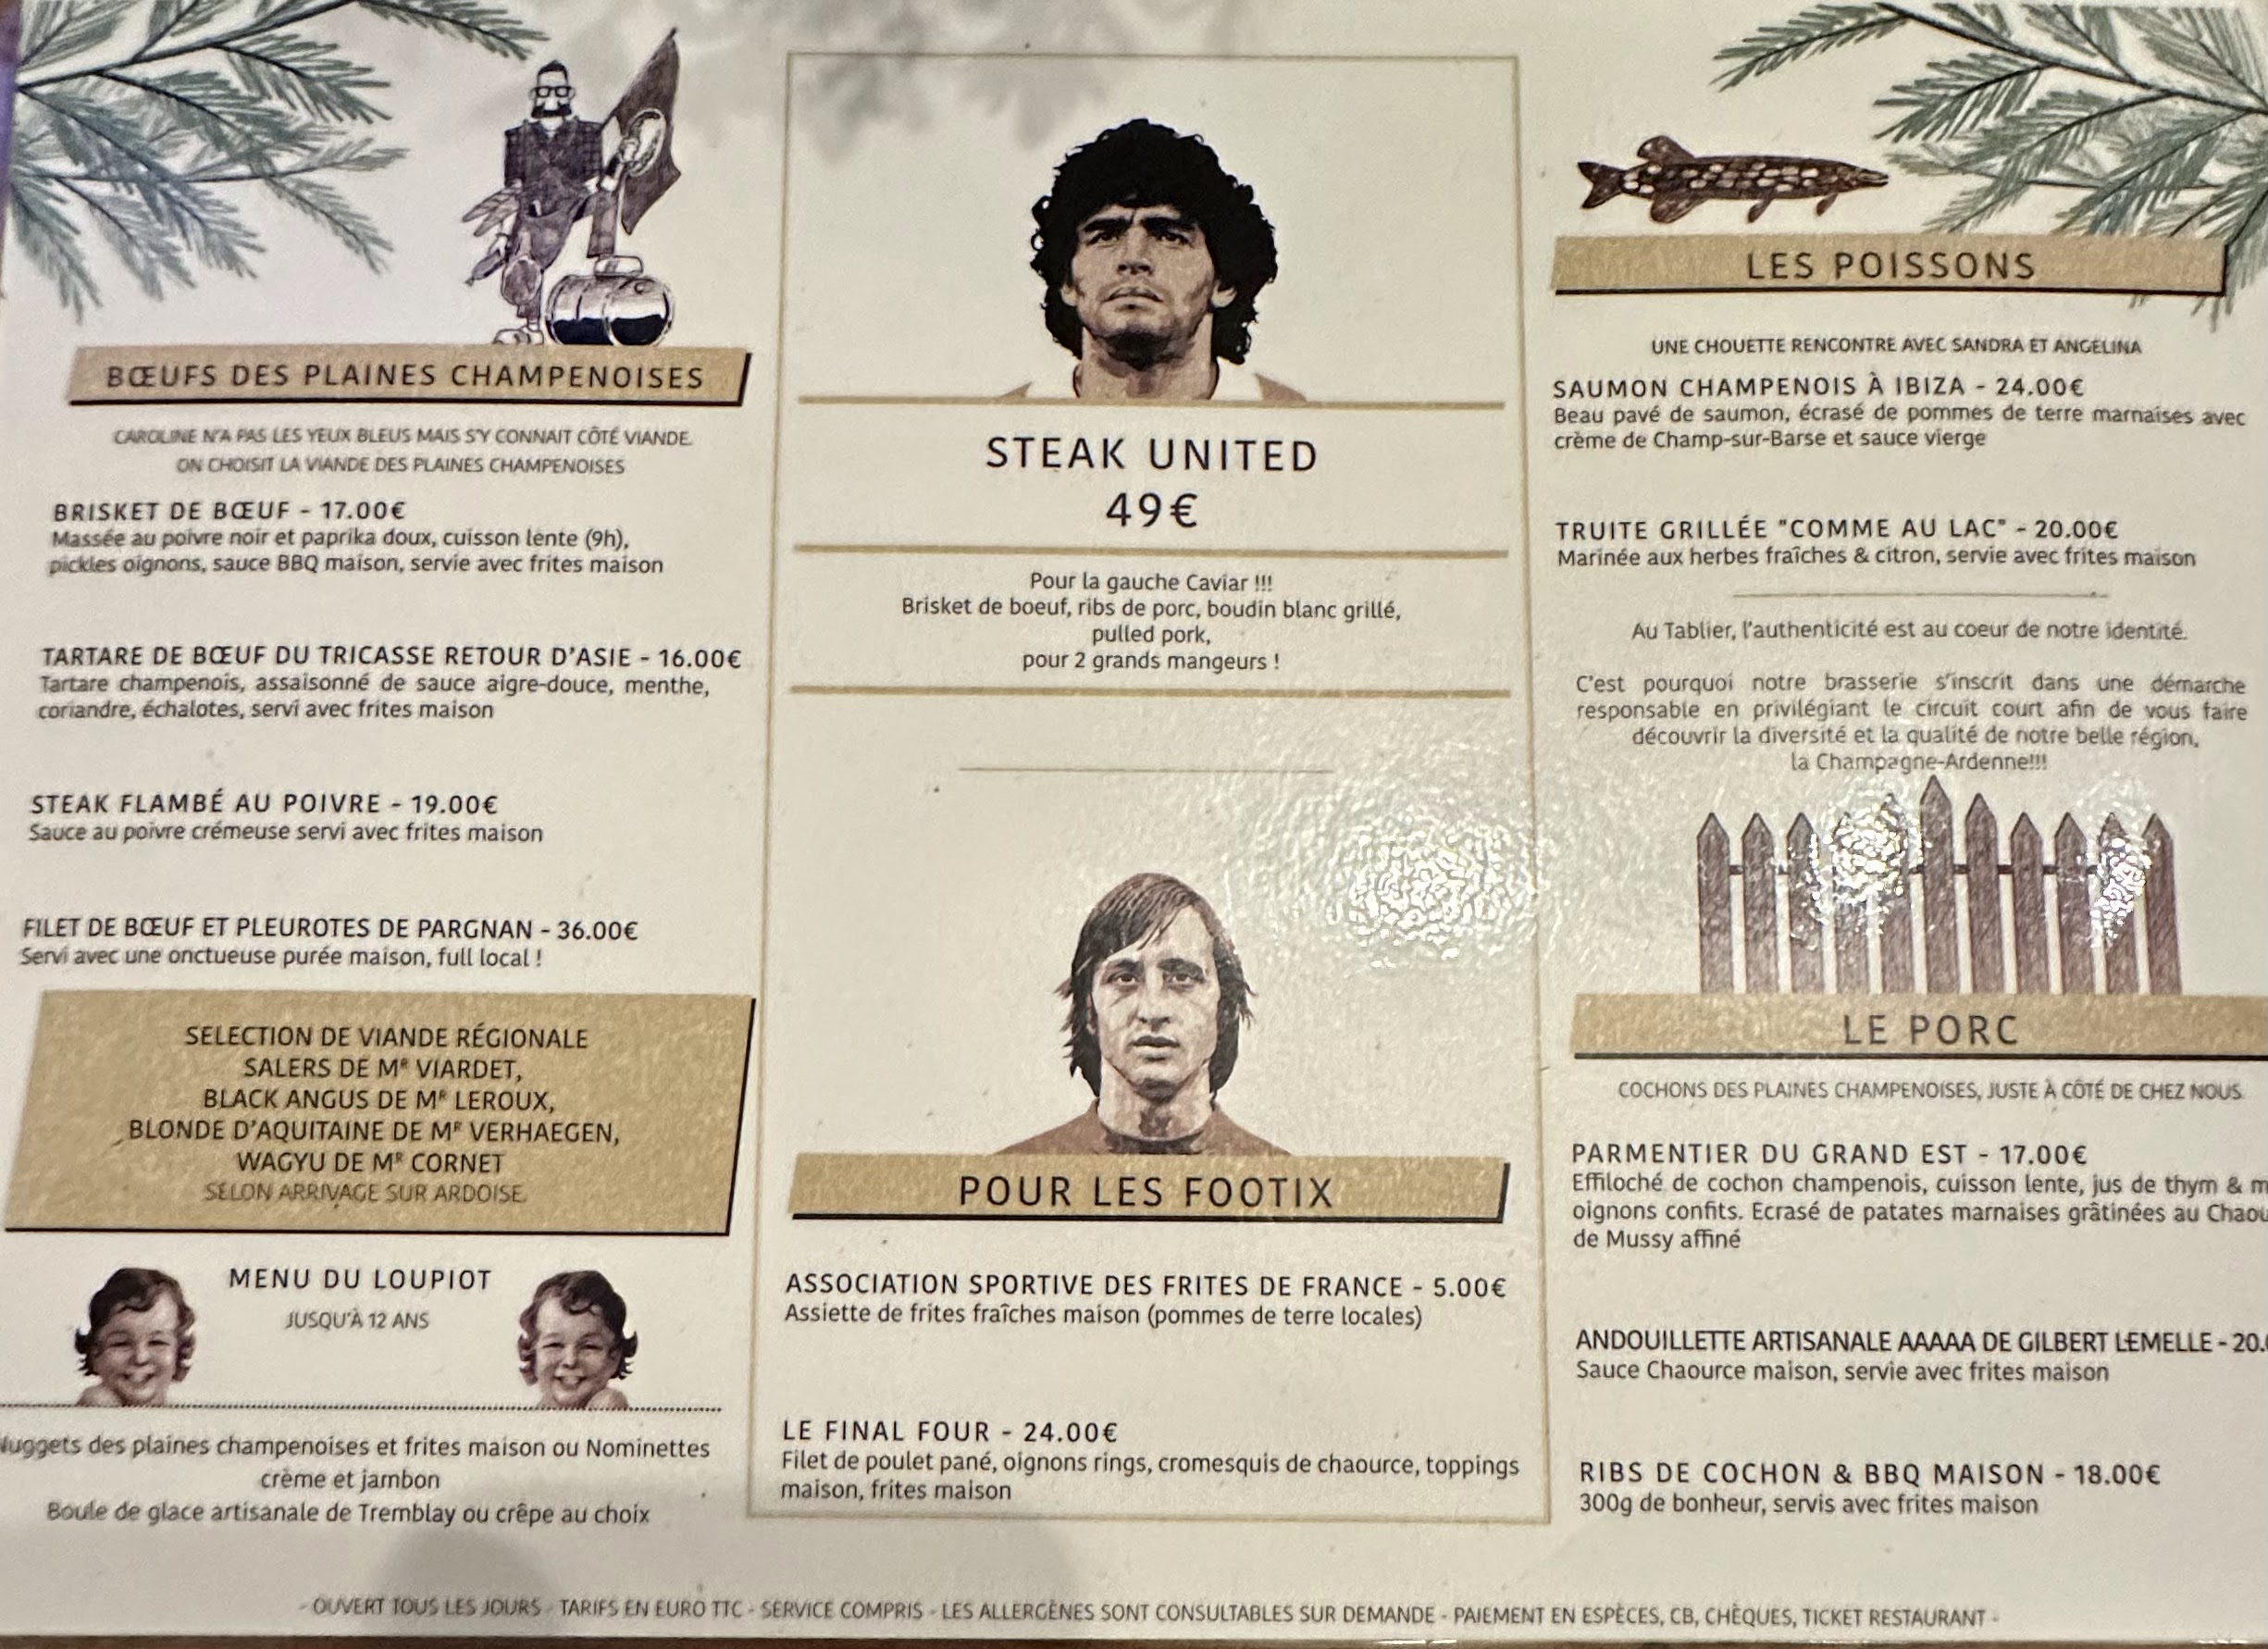 BŒUFS DES PLAINES CHAMPENOISES
CAROLINE N'A PAS LES YEUX BLEUS MAIS S'Y CONNAIT CÔTÉ VIANDE.
ON CHOISIT LA VIANDE DES PLAINES CHAMPENOISES
BRISKET DE BŒUF - 17.00€
Massée au poivre noir et paprika doux, cuisson lente (9h),
pickles oignons, sauce BBQ maison, servie avec frites maison
TARTARE DE BŒUF DU TRICASSE RETOUR D'ASIE - 16.00€
Tartare champenois, assaisonné de sauce aigre-douce, menthe,
coriandre, échalotes, servi avec frites maison
STEAK FLAMBÉ AU POIVRE - 19.00€
Sauce au poivre crémeuse servi avec frites maison
FILET DE BŒUF ET PLEUROTES DE PARGNAN - 36.00€
Servi avec une onctueuse purée maison, full local !
SELECTION DE VIANDE RÉGIONALE
SALERS DE Mᴿ VIARDET,
BLACK ANGUS DE Mᴿ LEROUX,
BLONDE D'AQUITAINE DE Mᴿ VERHAEGEN,
WAGYU DE Mᴿ CORNET
SELON ARRIVAGE SUR ARDOISE.
MENU DU LOUPIOT
JUSQU'À 12 ANS
Nuggets des plaines champenoises et frites maison ou Nominettes
crème et jambon
Boule de glace artisanale de Tremblay ou crêpe au choix
STEAK UNITED
49€
Pour la gauche Caviar !!!
Brisket de boeuf, ribs de porc, boudin blanc grillé,
pulled pork,
pour 2 grands mangeurs !
POUR LES FOOTIX
ASSOCIATION SPORTIVE DES FRITES DE FRANCE - 5.00€
Assiette de frites fraîches maison (pommes de terre locales)
LE FINAL FOUR - 24.00€
Filet de poulet pané, oignons rings, cromesquis de chaource, toppings
maison, frites maison
LES POISSONS
UNE CHOUETTE RENCONTRE AVEC SANDRA ET ANGELINA
SAUMON CHAMPENOIS À IBIZA - 24.00€
Beau pavé de saumon, écrasé de pommes de terre marnaises avec
crème de Champ-sur-Barse et sauce vierge
TRUITE GRILLÉE "COMME AU LAC" - 20.00€
Marinée aux herbes fraîches & citron, servie avec frites maison
Au Tablier, l'authenticité est au coeur de notre identité.
C'est pourquoi notre brasserie s'inscrit dans une démarche
responsable en privilégiant le circuit court afin de vous faire
découvrir la diversité et la qualité de notre belle région,
la Champagne-Ardenne!!!
LE PORC
COCHONS DES PLAINES CHAMPENOISES, JUSTE À CÔTÉ DE CHEZ NOUS.
PARMENTIER DU GRAND EST - 17.00€
Effiloché de cochon champenois, cuisson lente, jus de thym &
oignons confits. Ecrasé de patates marnaises grâtinées au
de Mussy affiné
ANDOUILLETTE ARTISANALE AAAAA DE GILBERT LEMELLE - 20.
Sauce Chaource maison, servie avec frites maison
RIBS DE COCHON & BBQ MAISON - 18.00€
300g de bonheur, servis avec frites maison
- OUVERT TOUS LES JOURS - TARIFS EN EURO TTC - SERVICE COMPRIS - LES ALLERGÈNES SONT CONSULTABLES SUR DEMANDE - PAIEMENT EN ESPÈCES, CB, CHÈQUES, TICKET RESTAURANT -